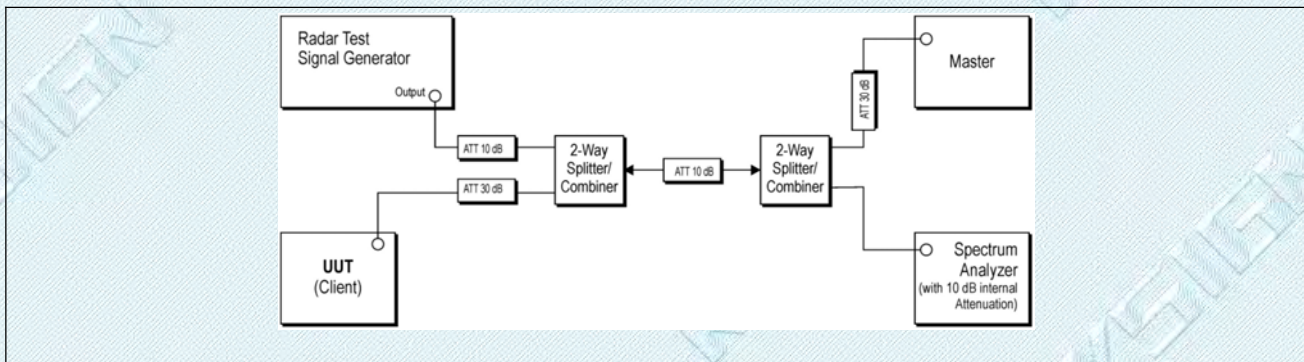 Radar Test
Signal Generator
Output
ATT 10 dB
ATT 30 dB
2-Way
Splitter/
Combiner
ATT 10 dB
2-Way
Splitter/
Combiner
ATT 30 dB
Master
UUT
(Client)
Spectrum
Analyzer
(with 10 dB internal
Attenuation)